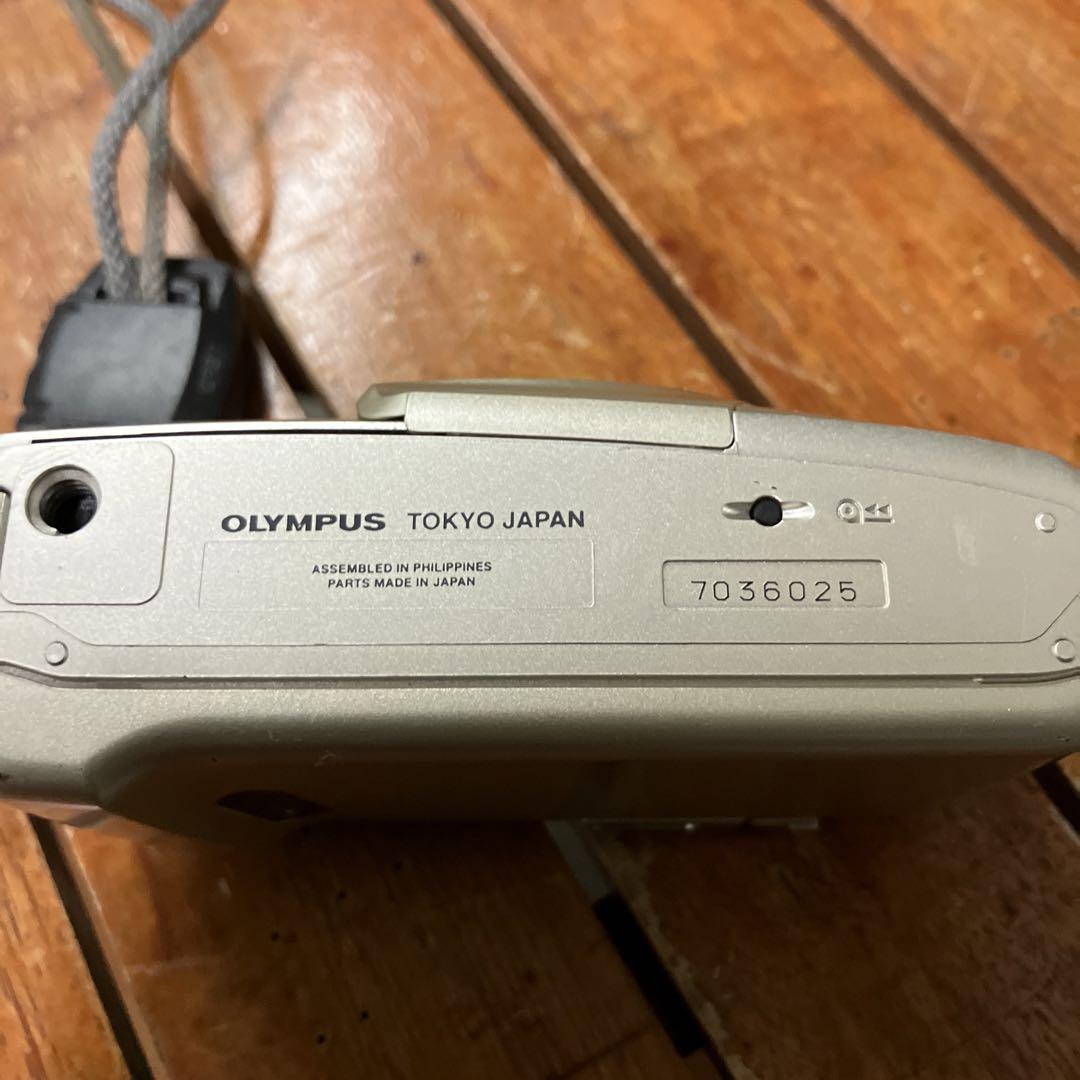 OLYMPUS TOKYO JAPAN
ASSEMBLED IN PHILIPPINES
PARTS MADE IN JAPAN
7036025